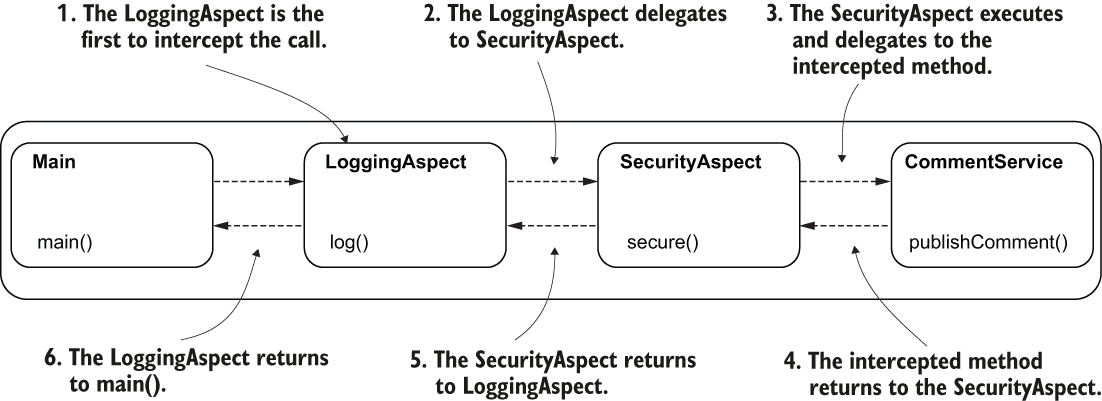 1. The LoggingAspect is the
first to intercept the call.
2. The LoggingAspect delegates
to SecurityAspect.
3. The SecurityAspect executes
and delegates to the
intercepted method.
Main
LoggingAspect
SecurityAspect
CommentService
main()
log()
secure()
publishComment()
6. The LoggingAspect returns
to main().
5. The SecurityAspect returns
to LoggingAspect.
4. The intercepted method
returns to the SecurityAspect.